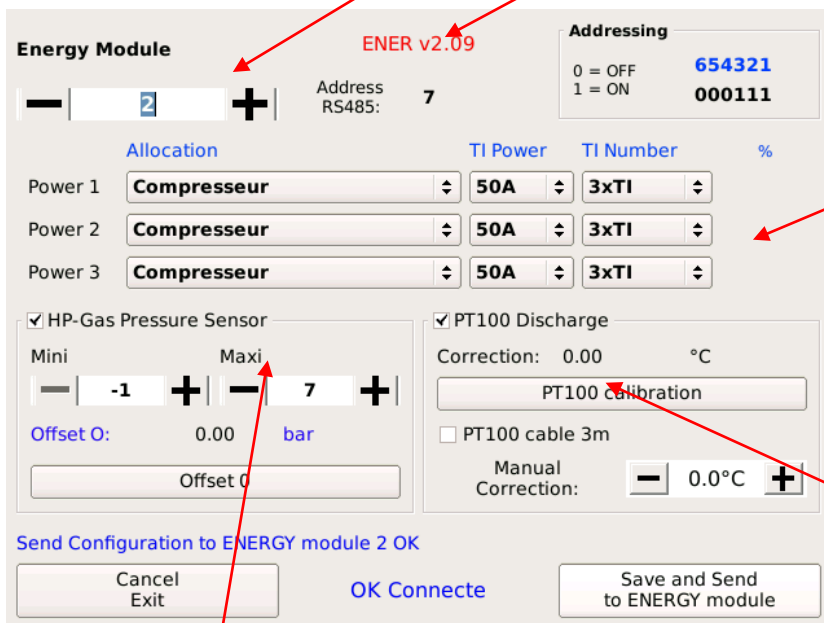 Energy Module
ENER v2.09
Addressing
0 = OFF 654321
1 = ON 000111
2
Address
RS485: 7
Allocation TI Power TI Number %
Power 1 Compresseur 50A 3xTI
Power 2 Compresseur 50A 3xTI
Power 3 Compresseur 50A 3xTI
HP-Gas Pressure Sensor
Mini Maxi
-1 7
Offset O: 0.00 bar
Offset 0
PT100 Discharge
Correction: 0.00 °C
PT100 calibration
PT100 cable 3m
Manual
Correction: 0.0°C
Send Configuration to ENERGY module 2 OK
Cancel
Exit
OK Connecte
Save and Send
to ENERGY module